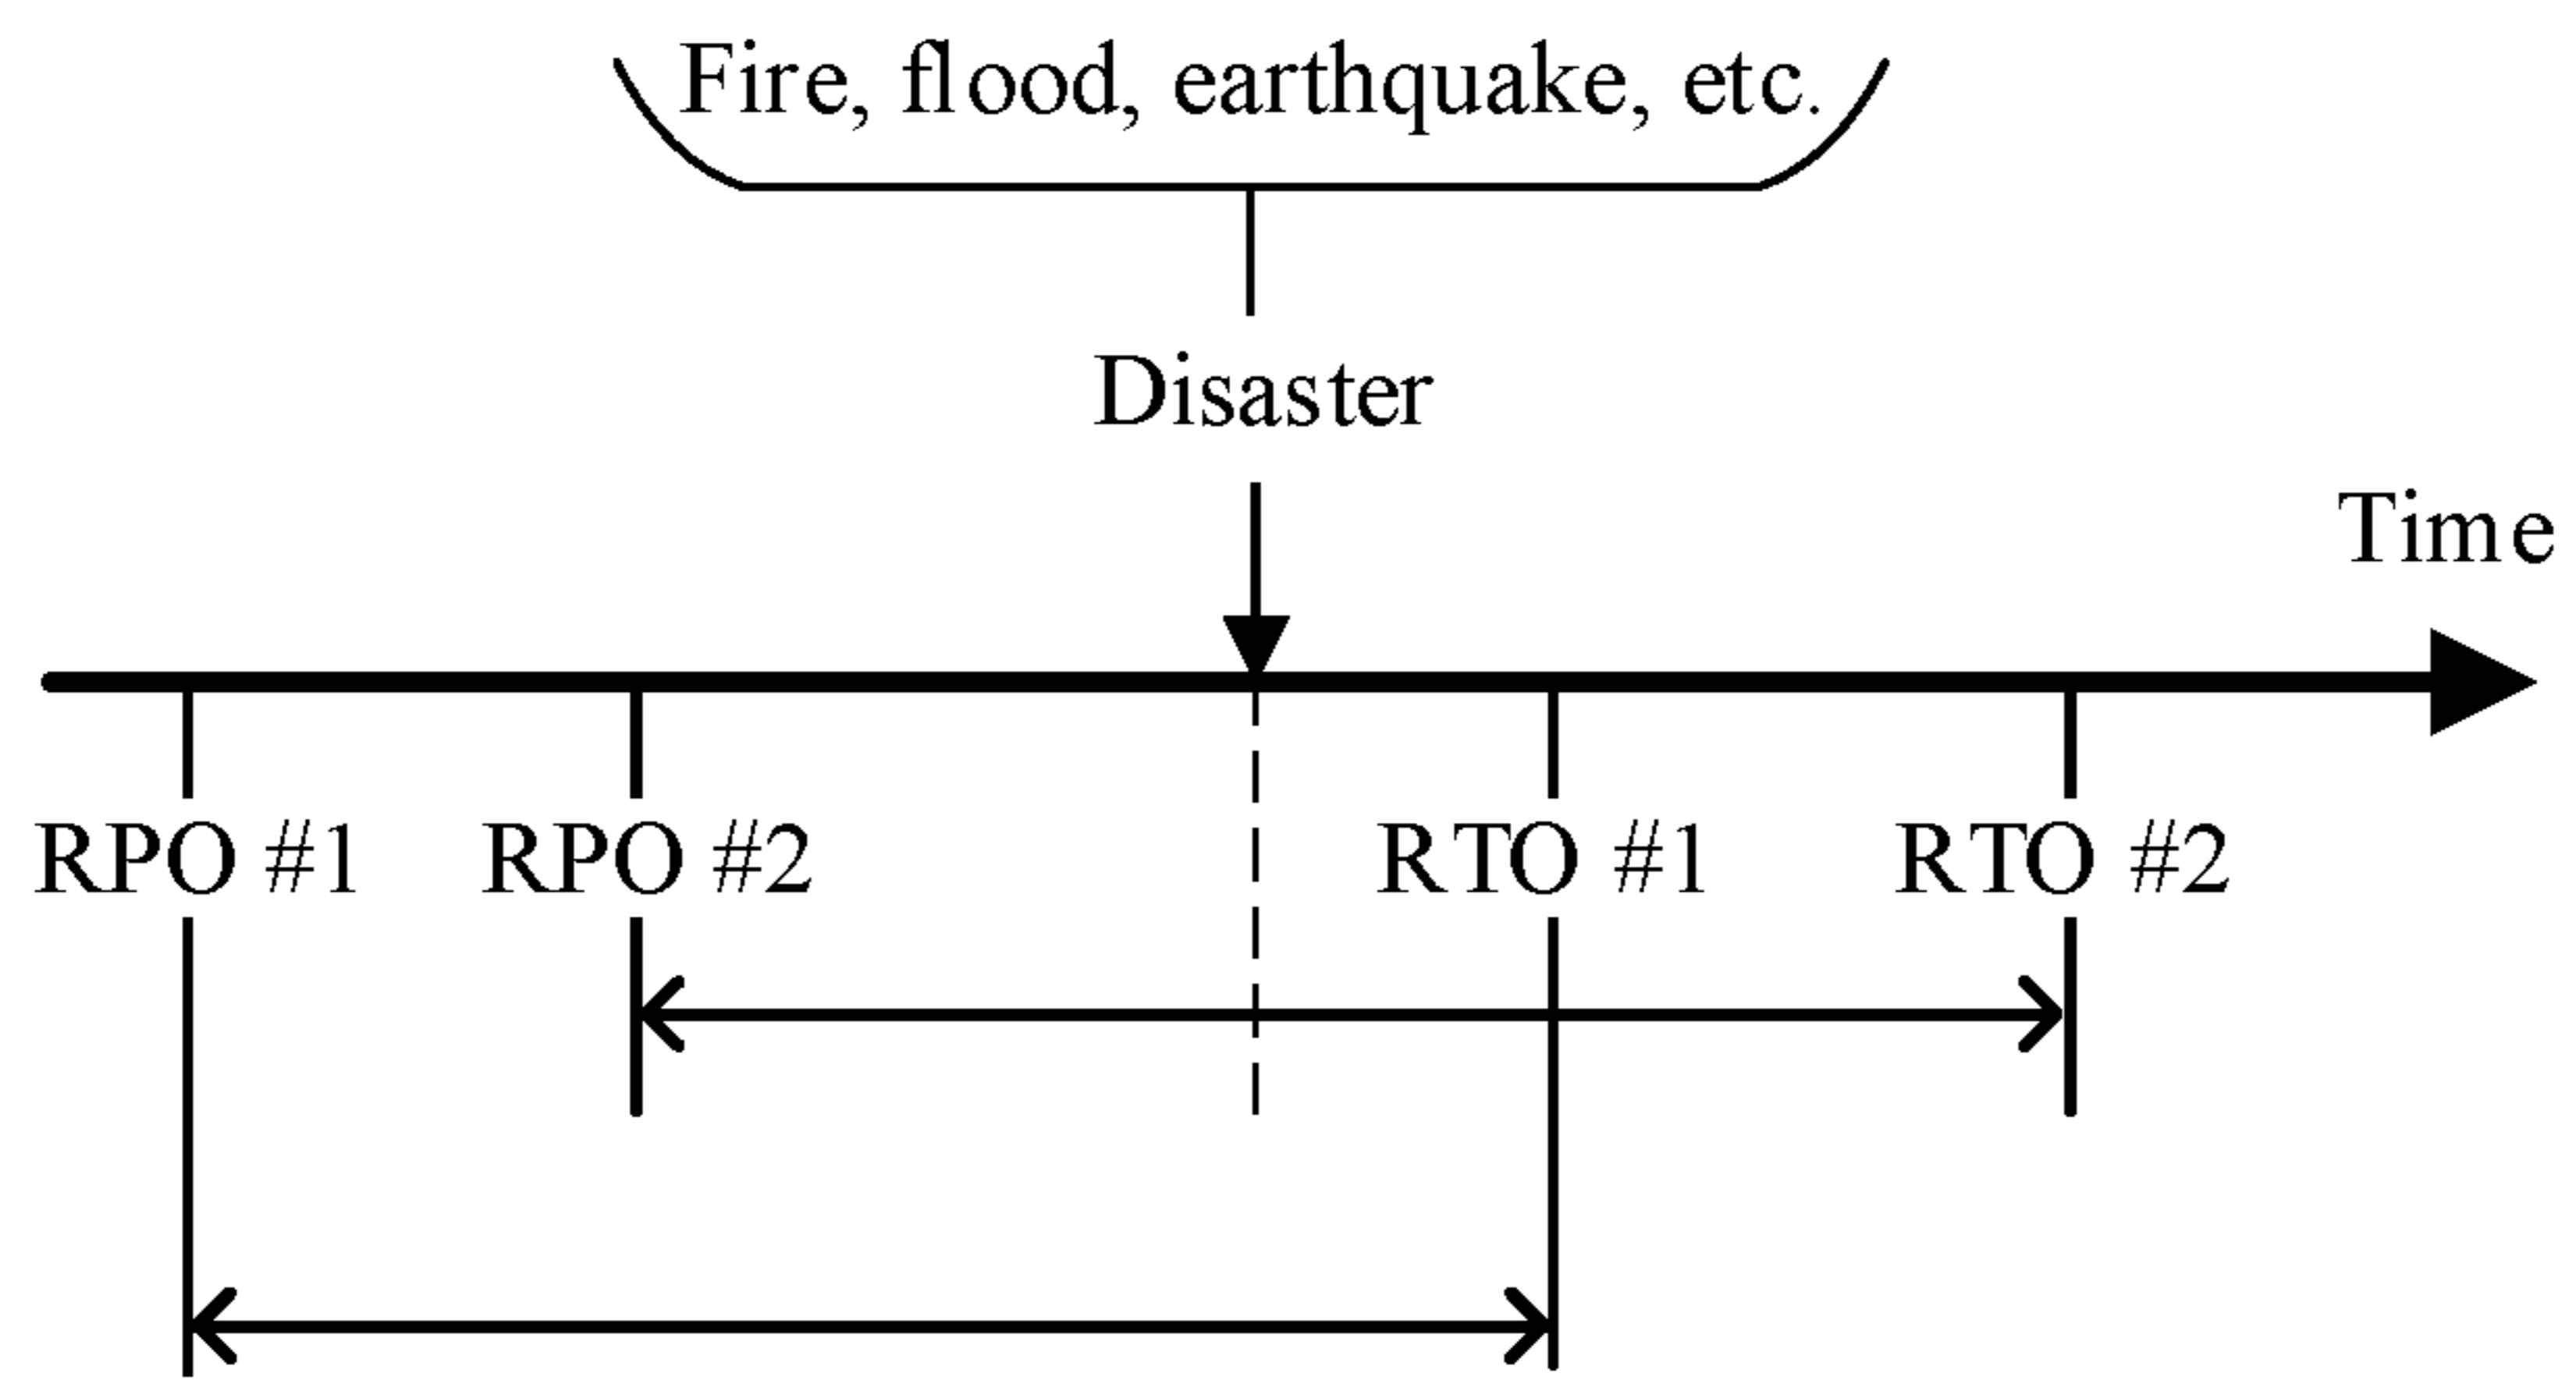 Fire, flood, earthquake, etc.
Disaster
Time
RPO #1
RPO #2
RTO #1
RTO #2